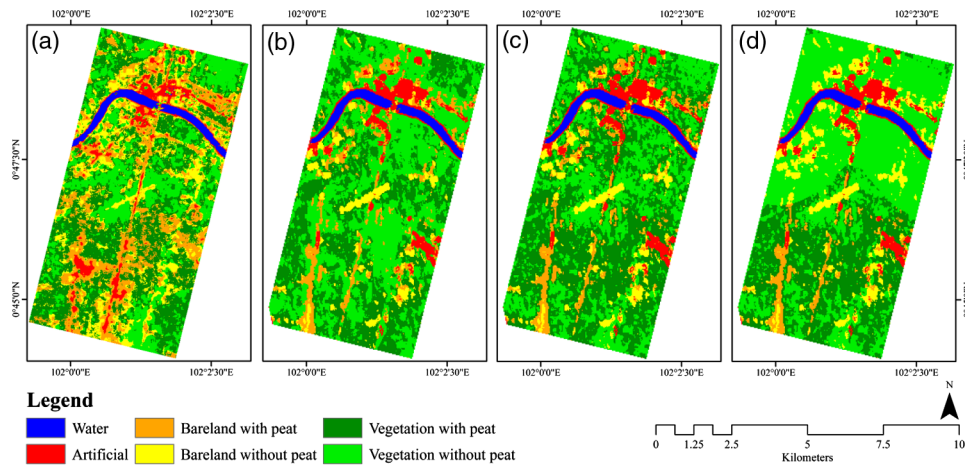 102°0'0"E 102°2'30"E 102°0'0"E 102°2'30"E 102°0'0"E 102°2'30"E 102°0'0"E 102°2'30"E
(a) (b) (c) (d)
0°47'30"N
0°45'0"N
102°0'0"E 102°2'30"E 102°0'0"E 102°2'30"E 102°0'0"E 102°2'30"E 102°0'0"E 102°2'30"E
Legend
Water Bareland with peat Vegetation with peat
Artificial Bareland without peat Vegetation without peat
N
0 1.25 2.5 5 7.5 10
Kilometers